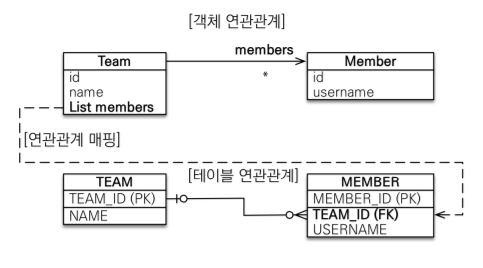 [객체 연관관계]
members
Team
Member
*
id
name
List members
id
username
[연관관계 매핑]
[테이블 연관관계]
TEAM
TEAM_ID (PK)
NAME
MEMBER
MEMBER_ID (PK)
TEAM_ID (FK)
USERNAME